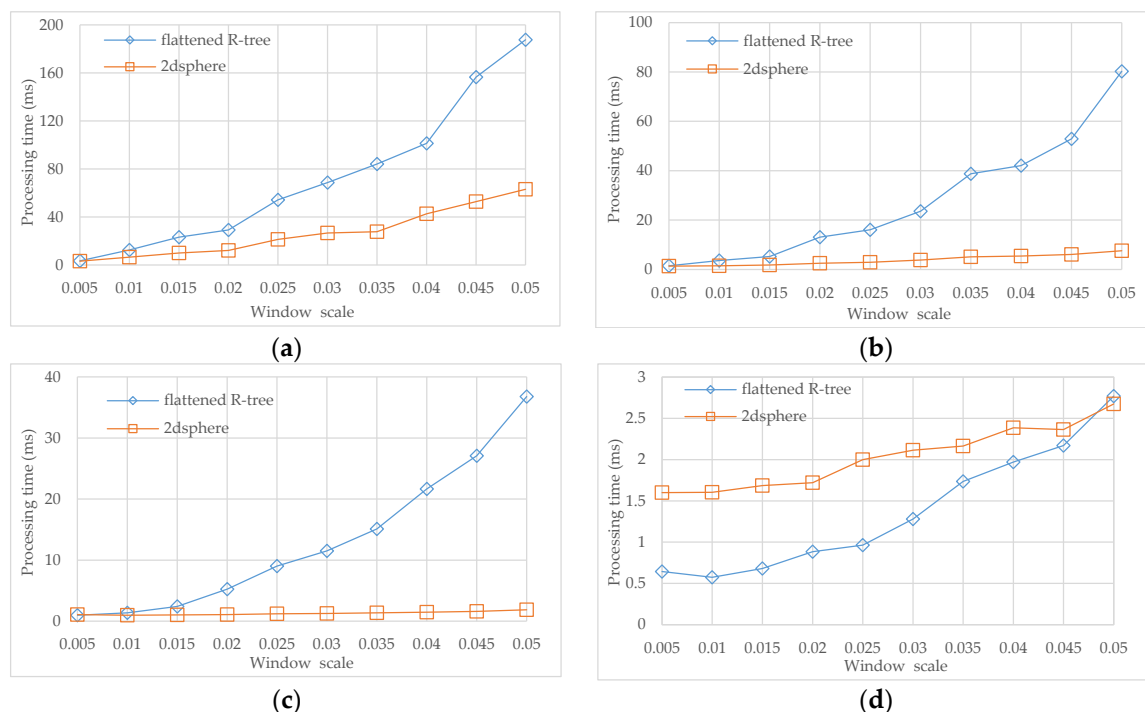 200
160
120
80
40
0
Processing time (ms)
flattened R-tree
2dsphere
0.005 0.01 0.015 0.02 0.025 0.03 0.035 0.04 0.045 0.05
Window scale
(a)
100
80
60
40
20
0
Processing time (ms)
flattened R-tree
2dsphere
0.005 0.01 0.015 0.02 0.025 0.03 0.035 0.04 0.045 0.05
Window scale
(b)
40
30
20
10
0
Processing time (ms)
flattened R-tree
2dsphere
0.005 0.01 0.015 0.02 0.025 0.03 0.035 0.04 0.045 0.05
Window scale
(c)
3
2.5
2
1.5
1
0.5
0
Processing time (ms)
flattened R-tree
2dsphere
0.005 0.01 0.015 0.02 0.025 0.03 0.035 0.04 0.045 0.05
Window scale
(d)